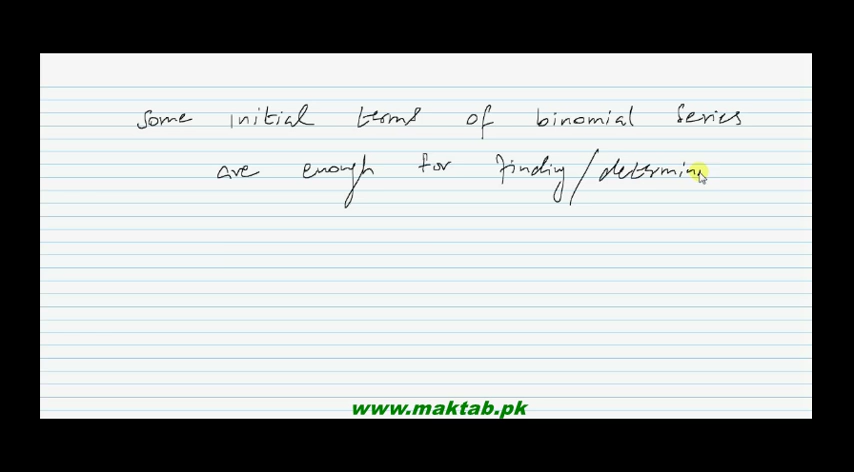 some initial terms of binomial series
are enough for finding/determin
www.maktab.pk